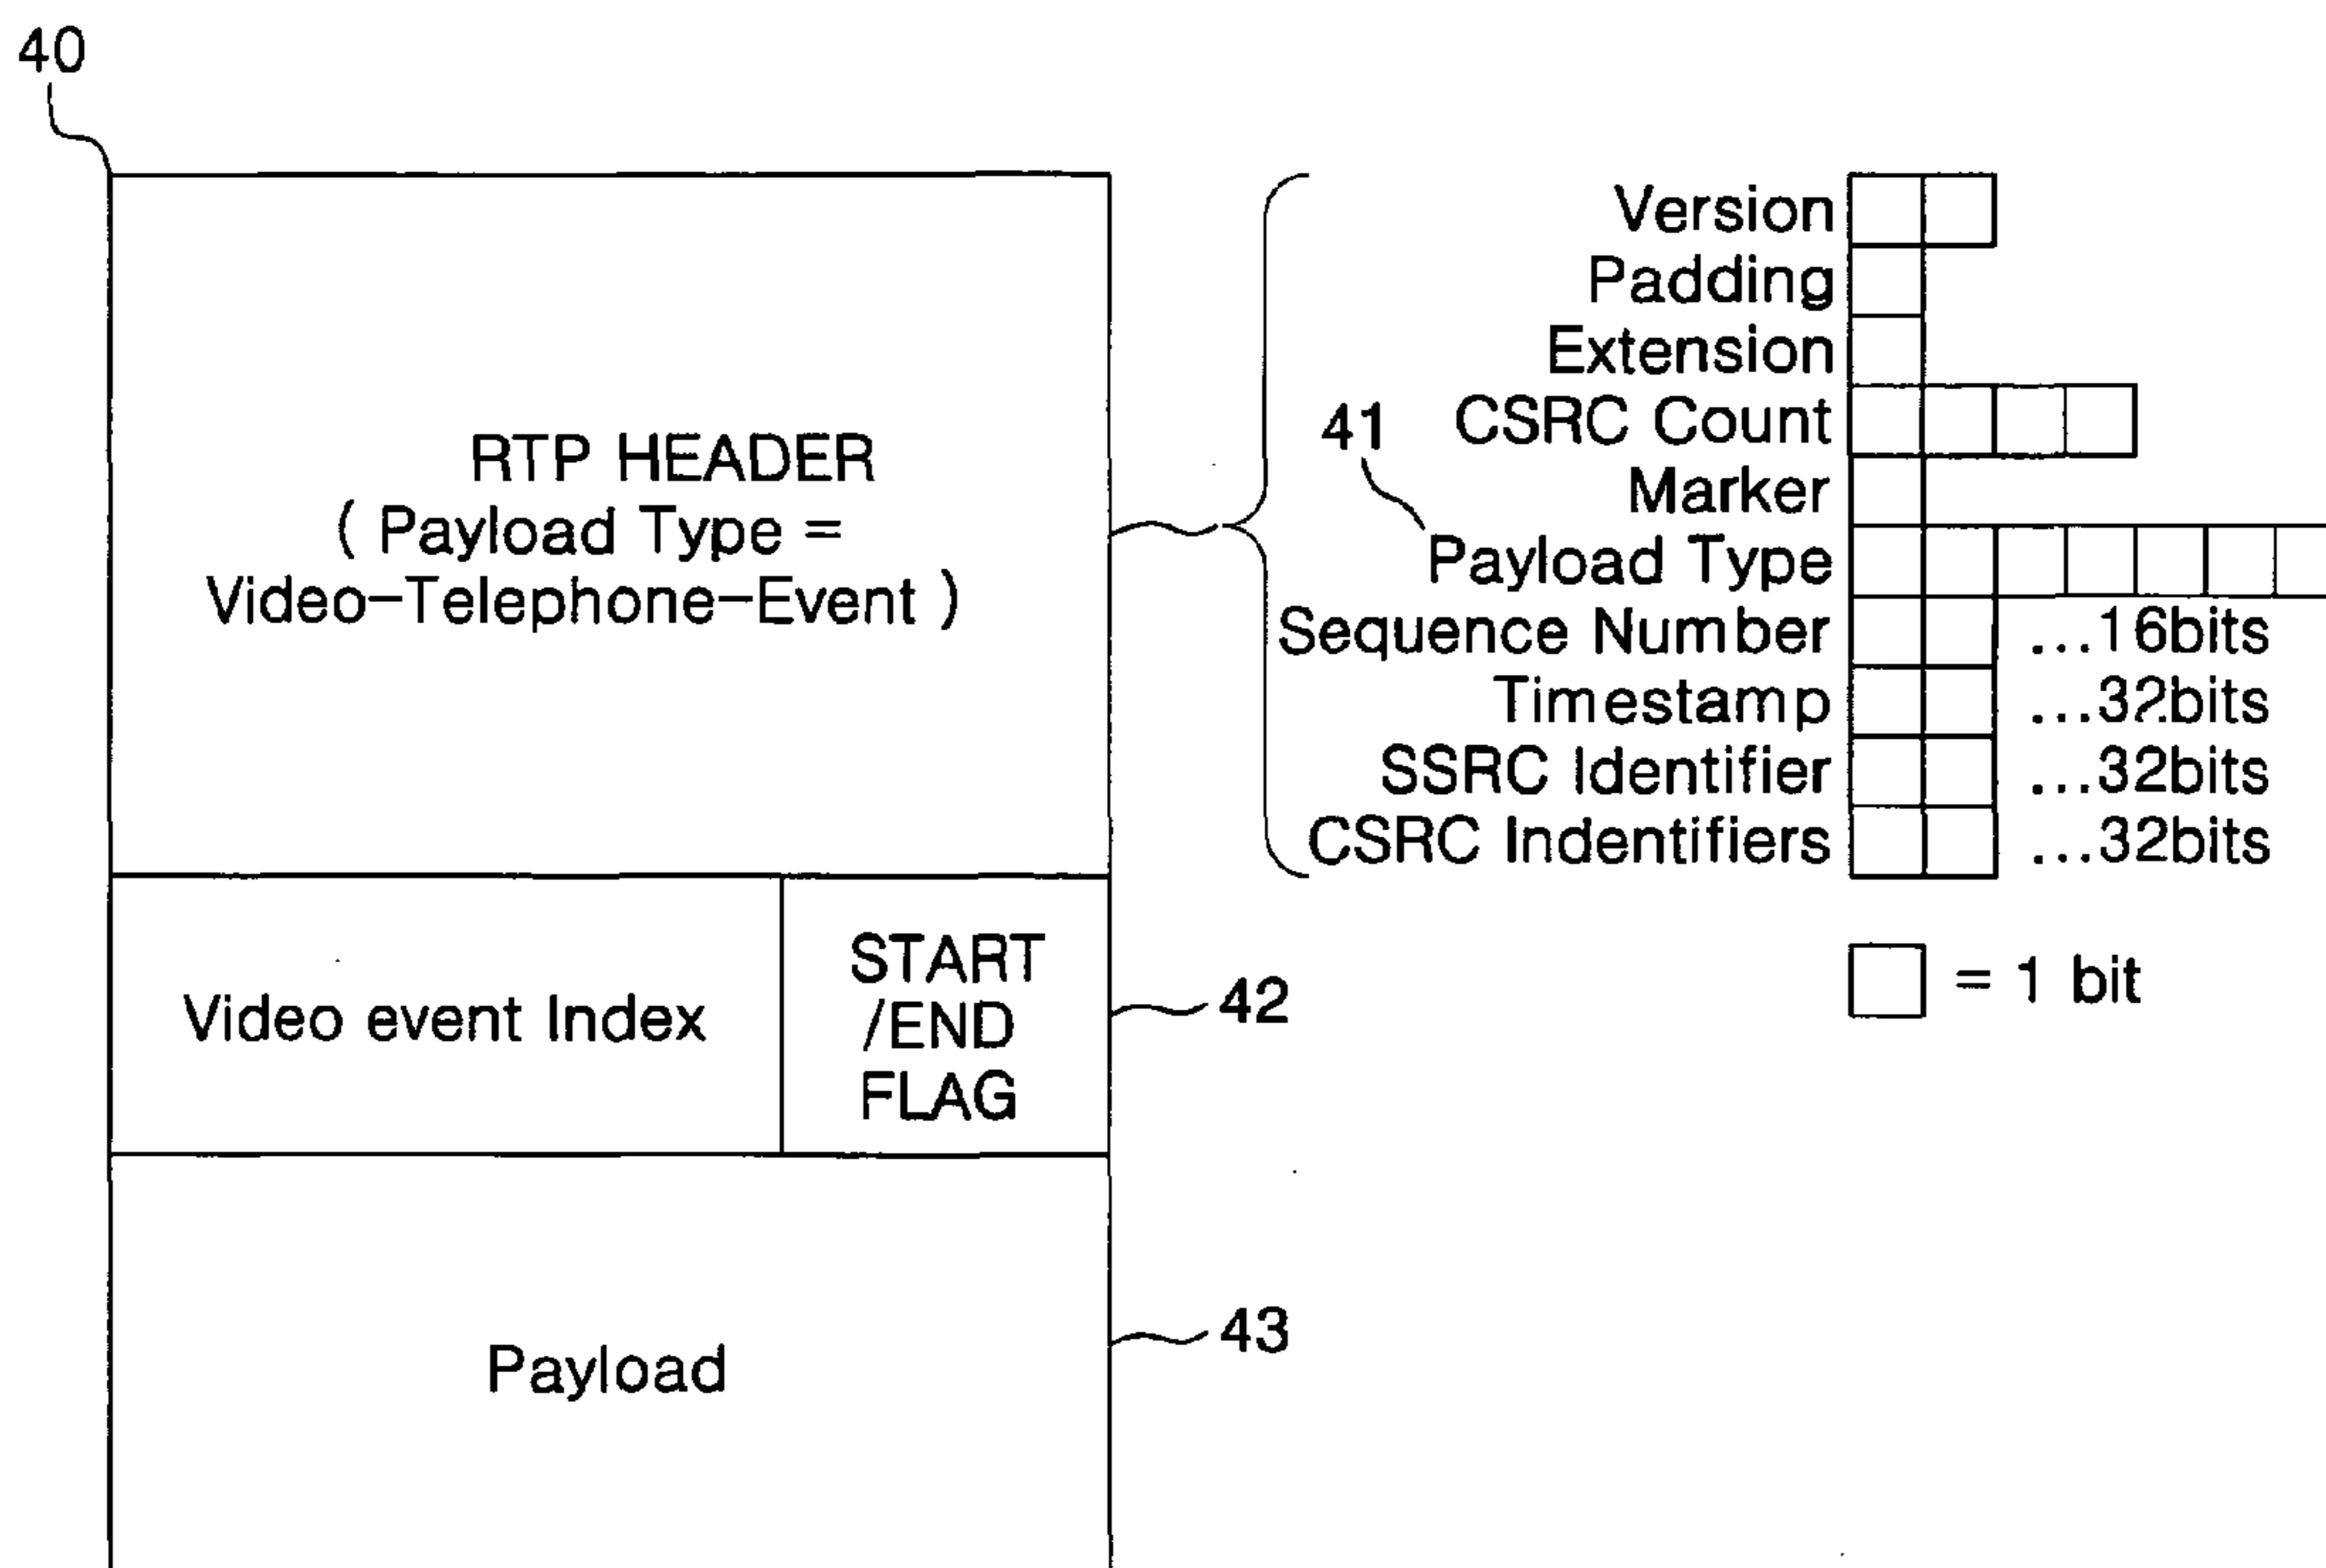 40
RTP HEADER
( Payload Type =
Video-Telephone-Event )
Video event Index
START
/END
FLAG
42
Payload
43
Version
Padding
Extension
CSRC Count
Marker
41
Payload Type
Sequence Number ...16bits
Timestamp ...32bits
SSRC Identifier ...32bits
CSRC Indentifiers ...32bits
= 1 bit